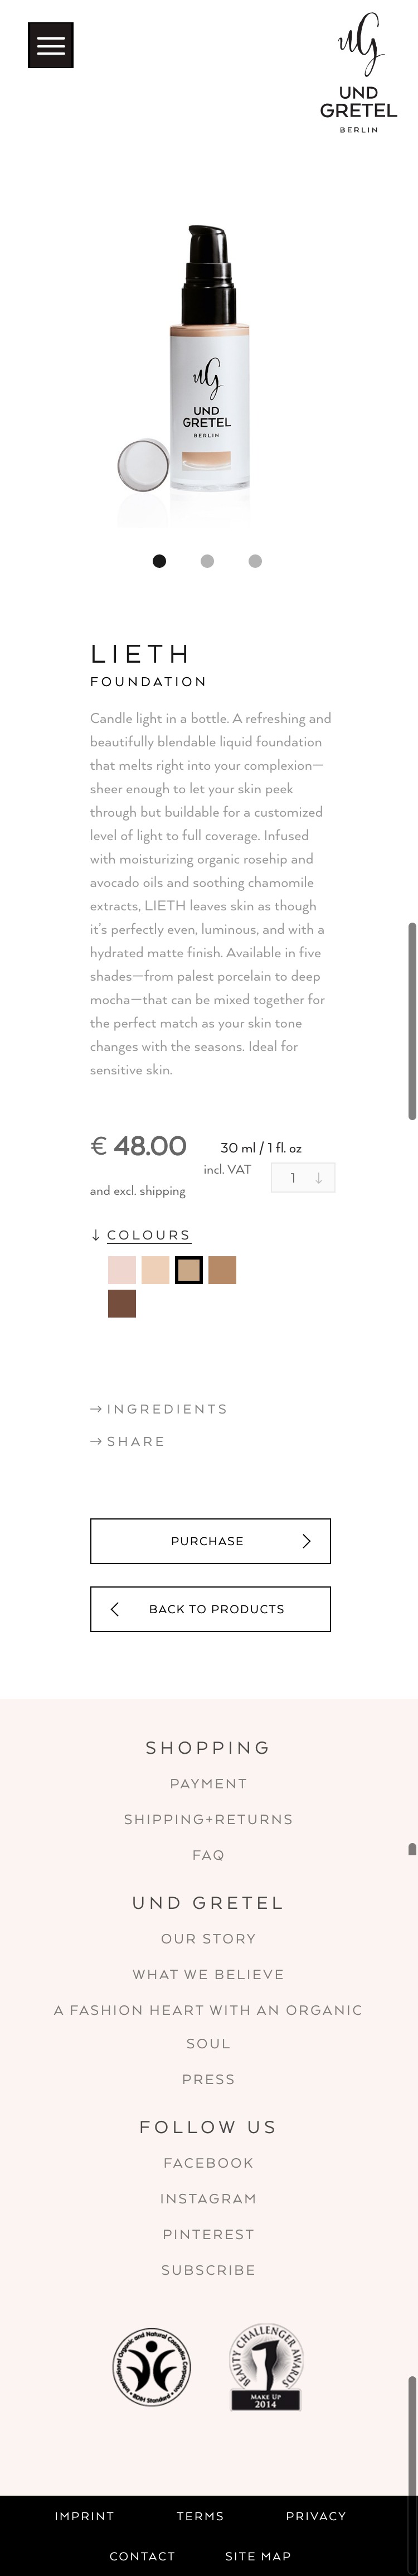 uG
UND
GRETEL
BERLIN
uG
UND
GRETEL
BERLIN
LIETH
FOUNDATION
Candle light in a bottle. A refreshing and
beautifully blendable liquid foundation
that melts right into your complexion—
sheer enough to let your skin peek
through but buildable for a customized
level of light to full coverage. Infused
with moisturizing organic rosehip and
avocado oils and soothing chamomile
extracts, LIETH leaves skin as though
it's perfectly even, luminous, and with a
hydrated matte finish. Available in five
shades—from palest porcelain to deep
mocha—that can be mixed together for
the perfect match as your skin tone
changes with the seasons. Ideal for
sensitive skin.
€ 48.00 30 ml / 1 fl. oz
incl. VAT 1 ↓
and excl. shipping
↓ COLOURS
→ INGREDIENTS
→ SHARE
PURCHASE
BACK TO PRODUCTS
SHOPPING
PAYMENT
SHIPPING+RETURNS
FAQ
UND GRETEL
OUR STORY
WHAT WE BELIEVE
A FASHION HEART WITH AN ORGANIC
SOUL
PRESS
FOLLOW US
FACEBOOK
INSTAGRAM
PINTEREST
SUBSCRIBE
International Organic and Natural Cosmetics Corporation
BDIH Standard
BEAUTY CHALLENGER AWARDS
MAKE UP
2014
IMPRINT TERMS PRIVACY
CONTACT SITE MAP